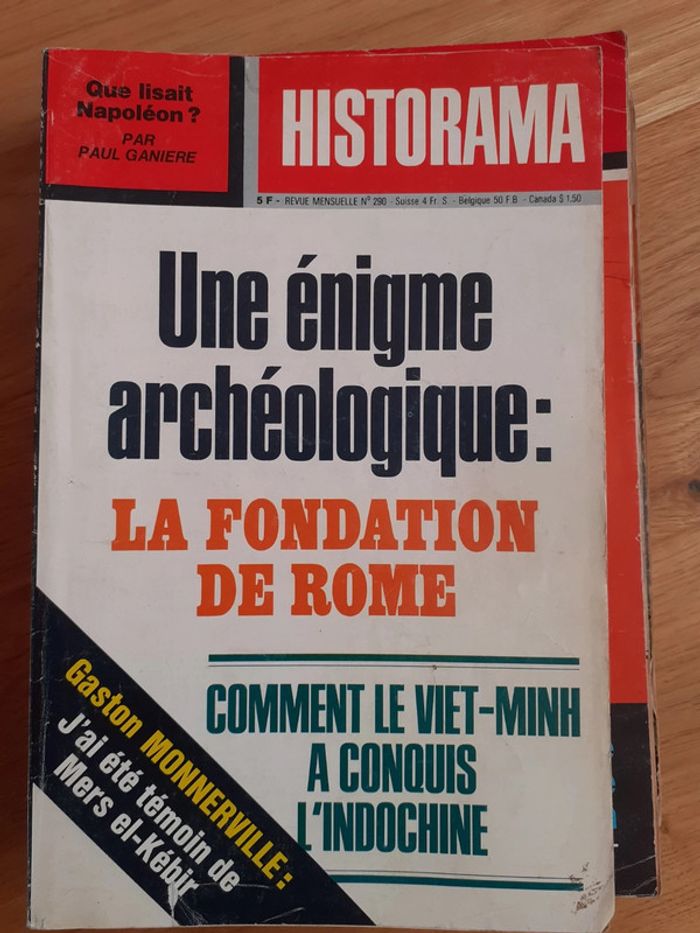 Que lisait
Napoléon ?
PAR
PAUL GANIERE
HISTORAMA
5 F - REVUE MENSUELLE N° 290 - Suisse 4 Fr. S. - Belgique 50 F.B. - Canada $ 1.50
Une énigme
archéologique :
LA FONDATION
DE ROME
COMMENT LE VIET-MINH
A CONQUIS
L'INDOCHINE
Gaston MONNERVILLE :
J'ai été témoin de
Mers el-Kébir